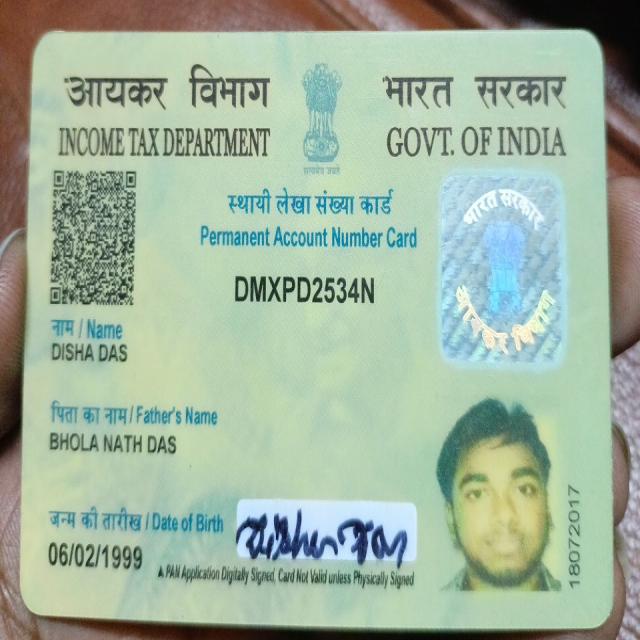 आयकर विभाग
INCOME TAX DEPARTMENT
सत्यमेव जयते
भारत सरकार
GOVT. OF INDIA
स्थायी लेखा संख्या कार्ड
Permanent Account Number Card
DMXPD2534N
भारत सरकार
आयकर विभाग
नाम / Name
DISHA DAS
पिता का नाम / Father's Name
BHOLA NATH DAS
जन्म की तारीख / Date of Birth
06/02/1999
PAN Application Digitally Signed, Card Not Valid unless Physically Signed
18072017